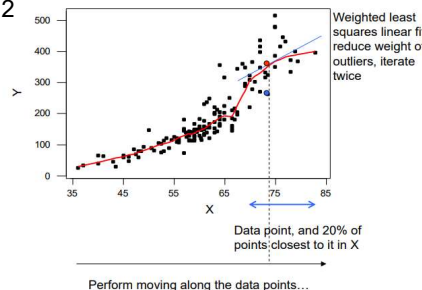 2
500
400
300
200
100
0
Y
35 45 55 65 75 85
X
Weighted least
squares linear fi
reduce weight o
outliers, iterate
twice
Data point, and 20% of
points closest to it in X
Perform moving along the data points…